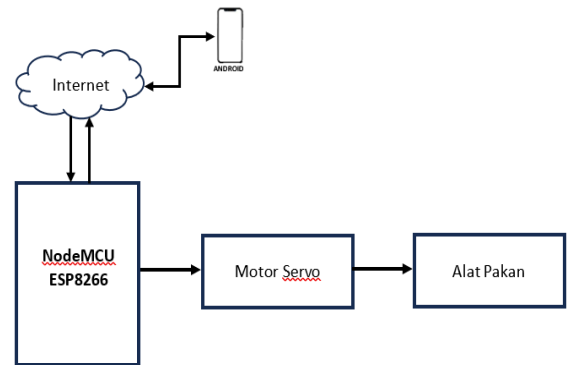 ANDROID
Internet
NodeMCU
ESP8266
Motor Servo
Alat Pakan